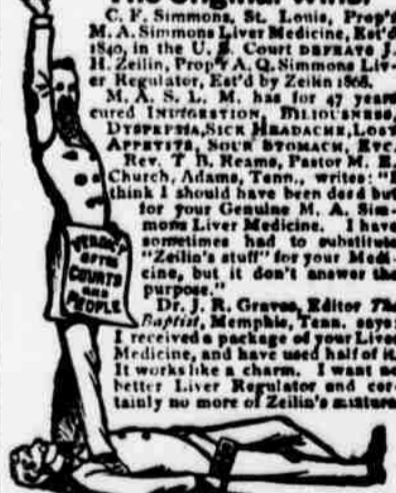 The Original Wins.
C. F. Simmons, St. Louis, Prop'r
M. A. Simmons Liver Medicine, Est'd
1840, in the U. S. Court DEFEATS J.
H. Zeilin, Prop'r A. Q. Simmons Liv-
er Regulator, Est'd by Zeilin 1868.
M. A. S. L. M. has for 47 years
cured INDIGESTION, BILIOUSNESS,
DYSPEPSIA, SICK HEADACHE, LOST
APPETITE, SOUR STOMACH, ETC.
Rev. T. B. Reams, Pastor M. E.
Church, Adams, Tenn., writes: "I
think I should have been dead but
for your Genuine M. A. Sim-
mons Liver Medicine. I have
sometimes had to substitute
"Zeilin's stuff" for your Medi-
cine, but it don't answer the
purpose."
Dr. J. R. Graves, Editor The
Baptist, Memphis, Tenn. says:
I received a package of your Liver
Medicine, and have used half of it.
It works like a charm. I want no
better Liver Regulator and cer-
tainly no more of Zeilin's mixture
VERDICT
OF THE
COURTS
AND
PEOPLE